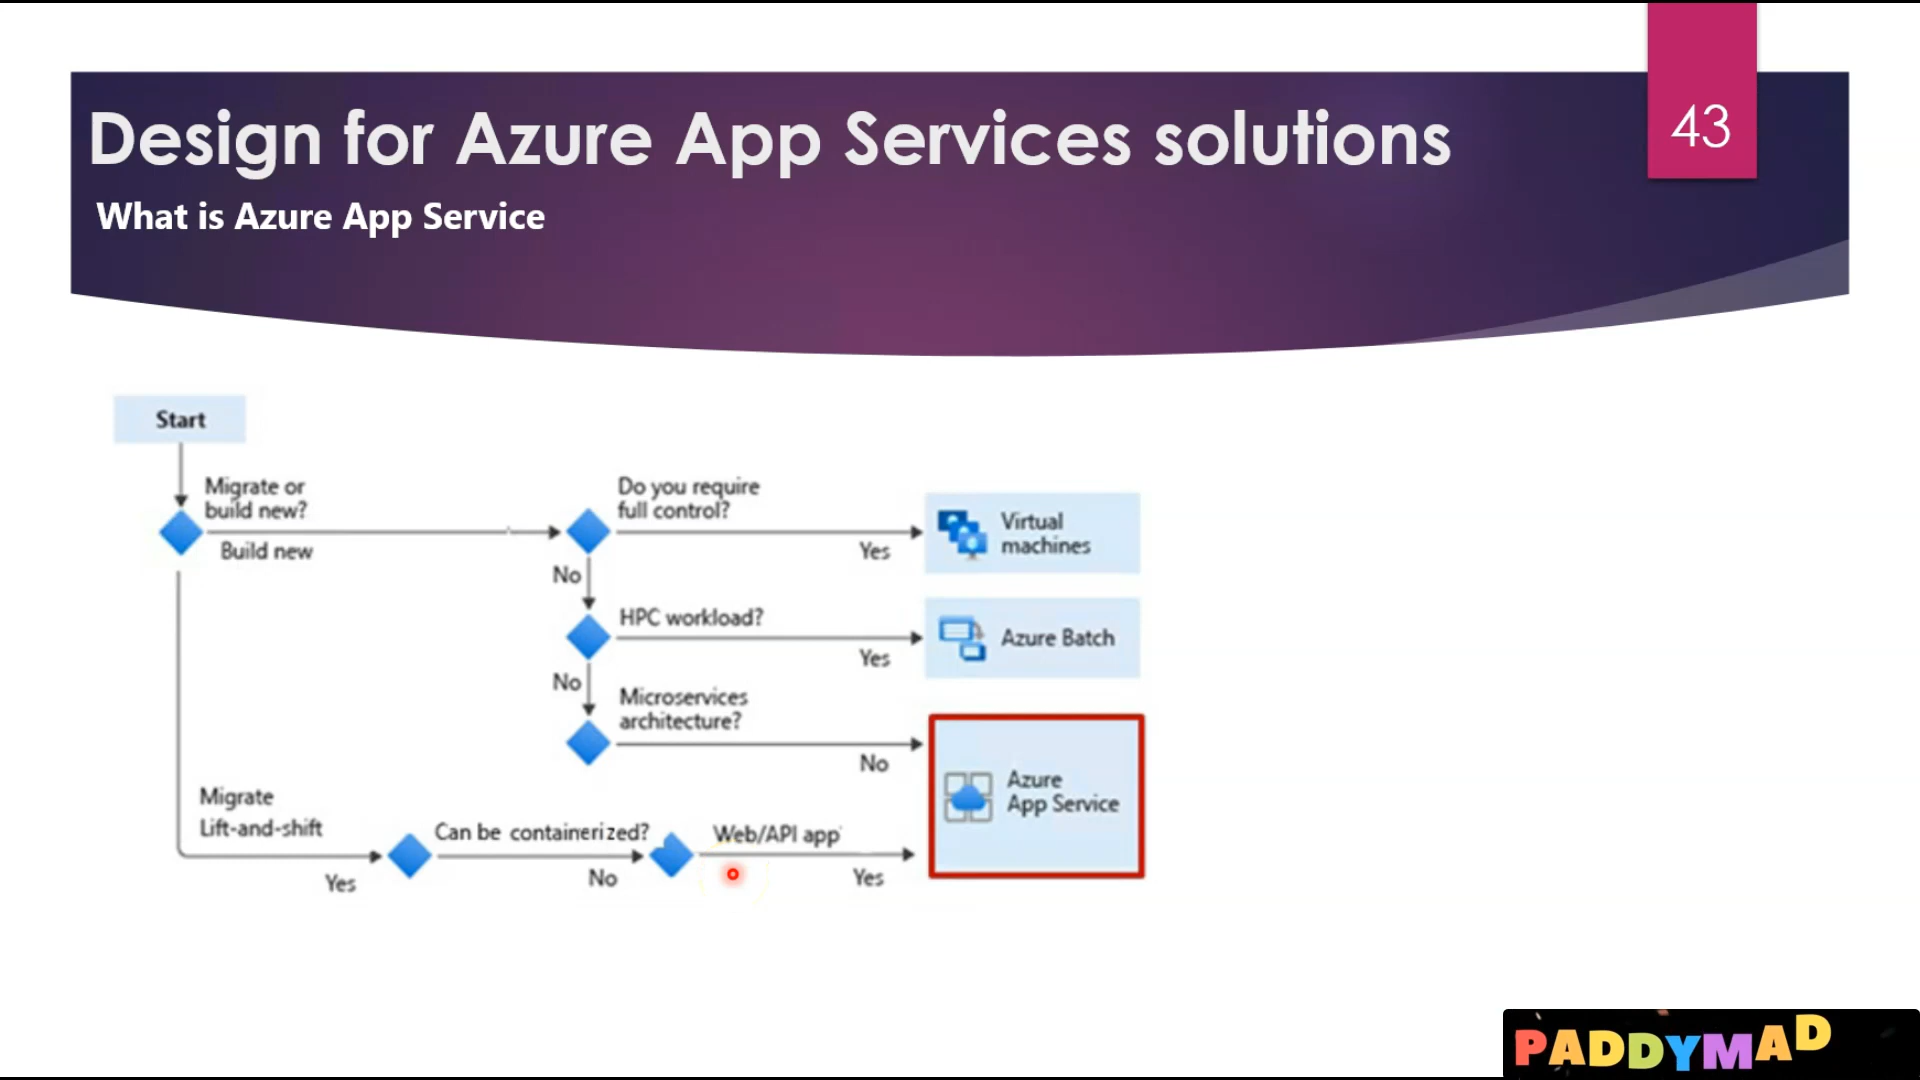 43
Design for Azure App Services solutions
What is Azure App Service
Start
Migrate or
build new?
Build new
Do you require
full control?
Yes
Virtual
machines
No
HPC workload?
Yes
Azure Batch
No
Microservices
architecture?
No
Azure
App Service
Migrate
Lift-and-shift
Yes
Can be containerized?
No
Web/API app
Yes
PADDYMAD